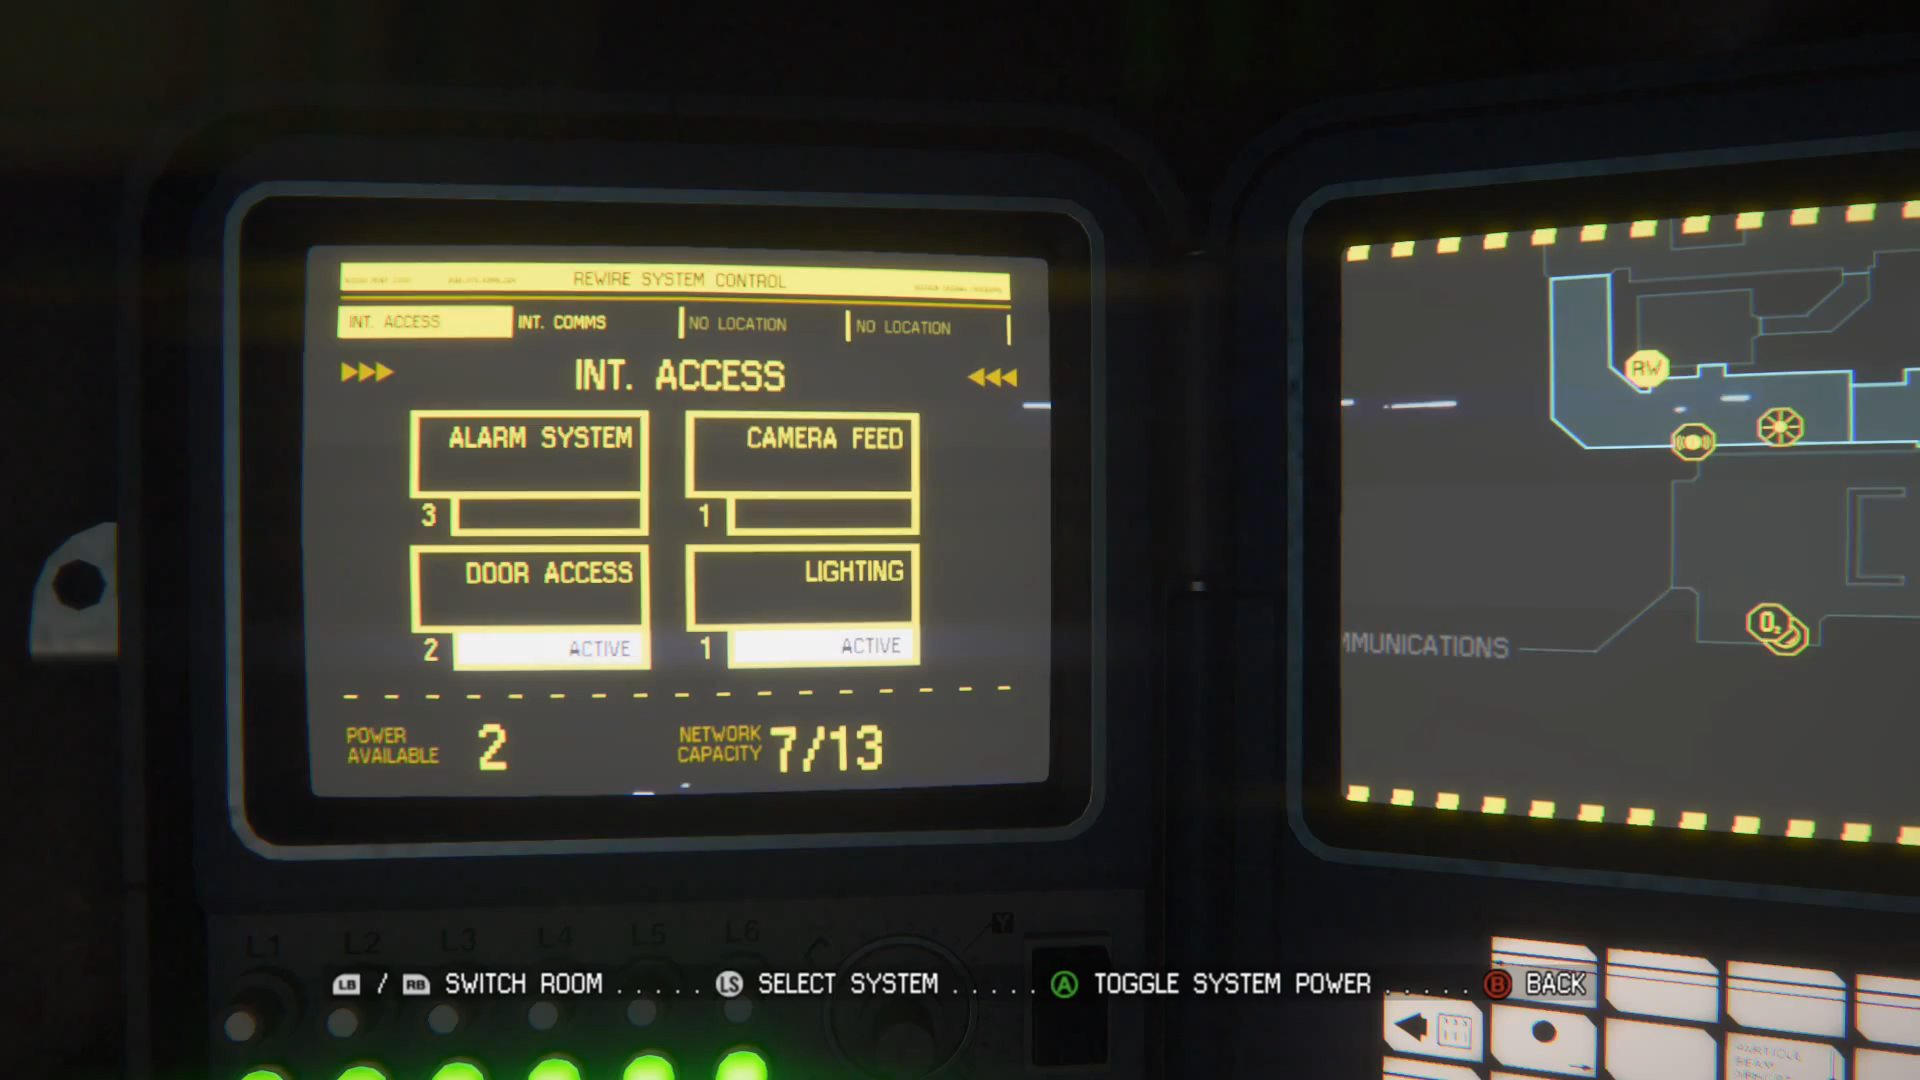 REWIRE SYSTEM CONTROL
INT. ACCESS
INT. COMMS
NO LOCATION
NO LOCATION
INT. ACCESS
ALARM SYSTEM
3
CAMERA FEED
1
DOOR ACCESS
2
ACTIVE
LIGHTING
1
ACTIVE
POWER
AVAILABLE
2
NETWORK
CAPACITY
7/13
RW
O₂
MMUNICATIONS
L1 L2 L3 L4 L5 L6
Y
LB / RB SWITCH ROOM ..... LS SELECT SYSTEM ..... A TOGGLE SYSTEM POWER ..... B BACK